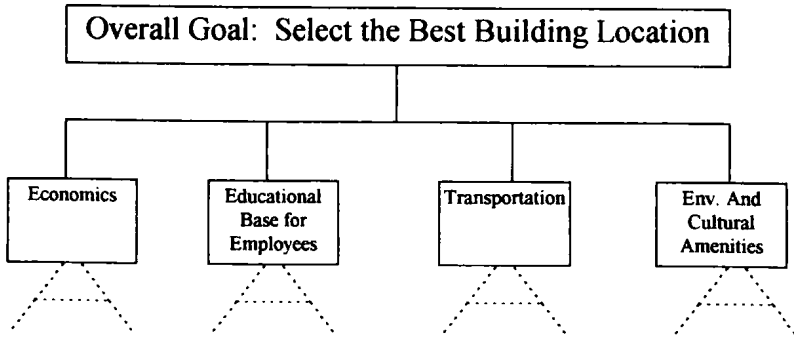 Overall Goal: Select the Best Building Location
Economics
Educational
Base for
Employees
Transportation
Env. And
Cultural
Amenities